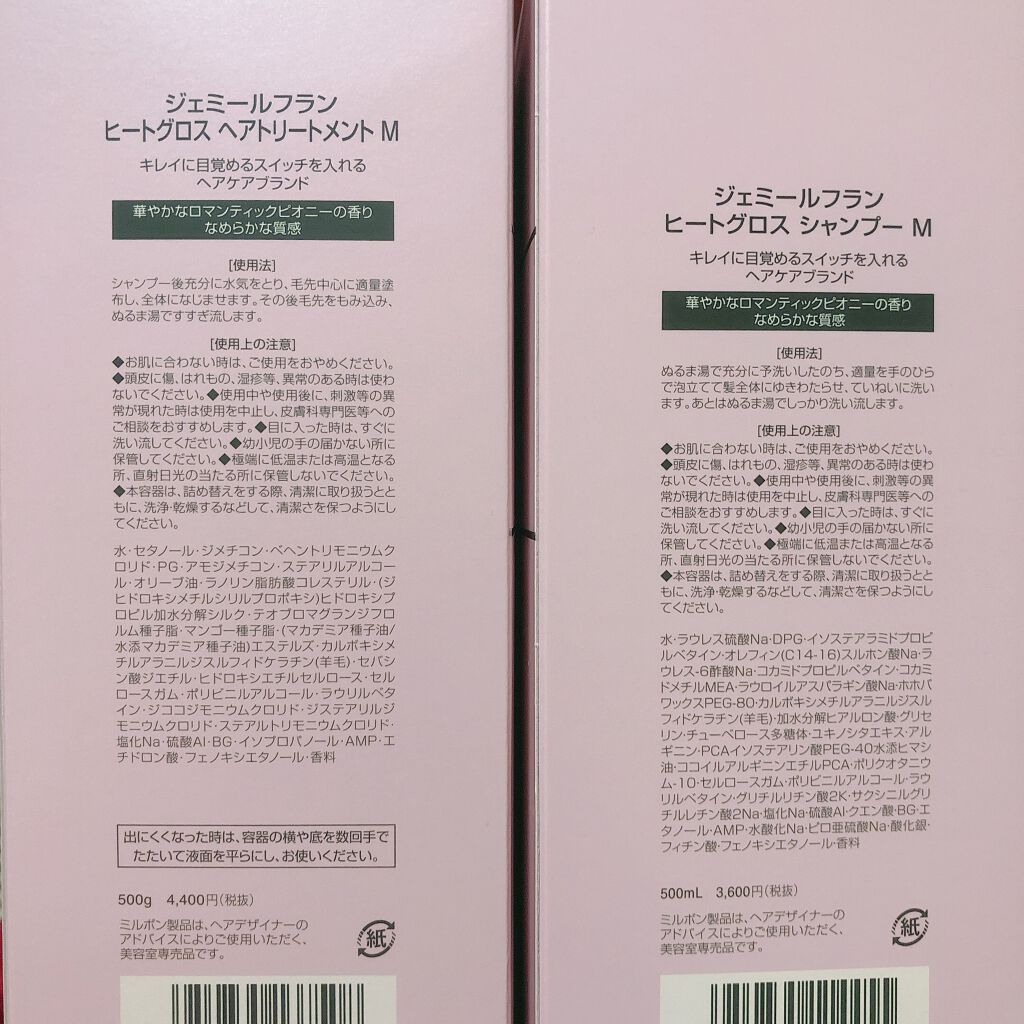 ジェミールフラン
ヒートグロス ヘアトリートメント M
キレイに目覚めるスイッチを入れる
ヘアケアブランド
華やかなロマンティックピオニーの香り
なめらかな質感
[使用法]
シャンプー後充分に水気をとり、毛先中心に適量塗
布し、全体になじませます。その後毛先をもみ込み、
ぬるま湯ですすぎ流します。
[使用上の注意]
◆お肌に合わない時は、ご使用をおやめください。
◆頭皮に傷、はれもの、湿疹等、異常のある時は使わ
ないでください。◆使用中や使用後に、刺激等の異
常が現れた時は使用を中止し、皮膚科専門医等への
ご相談をおすすめします。◆目に入った時は、すぐに
洗い流してください。◆幼小児の手の届かない所に
保管してください。◆極端に低温または高温となる
所、直射日光の当たる所に保管しないでください。
◆本容器は、詰め替えをする際、清潔に取り扱うとと
もに、洗浄・乾燥するなどして、清潔さを保つようにし
てください。
水・セタノール・ジメチコン・ベヘントリモニウムク
ロリド・PG・アモジメチコン・ステアリルアルコー
ル・オリーブ油・ラノリン脂肪酸コレステリル・(ジ
ヒドロキシメチルシリルプロポキシ)ヒドロキシプ
ロピル加水分解シルク・テオブロマグランジフロ
ルム種子脂・マンゴー種子脂・(マカデミア種子油/
水添マカデミア種子油)エステルズ・カルボキシメ
チルアラニルジスルフィドケラチン(羊毛)・セバシ
ン酸ジエチル・ヒドロキシエチルセルロース・セル
ロースガム・ポリビニルアルコール・ラウリルベタ
イン・ジココジモニウムクロリド・ジステアリルジ
モニウムクロリド・ステアルトリモニウムクロリド・
塩化Na・硫酸Al・BG・イソプロパノール・AMP・エ
チドロン酸・フェノキシエタノール・香料
出にくくなった時は、容器の横や底を数回手で
たたいて液面を平らにし、お使いください。
500g 4,400円(税抜)
ミルボン製品は、ヘアデザイナーの
アドバイスによりご使用いただく、
美容室専売品です。
紙
ジェミールフラン
ヒートグロス シャンプー M
キレイに目覚めるスイッチを入れる
ヘアケアブランド
華やかなロマンティックピオニーの香り
なめらかな質感
[使用法]
ぬるま湯で充分に予洗いしたのち、適量を手のひら
で泡立てて髪全体にゆきわたらせ、ていねいに洗い
ます。あとはぬるま湯でしっかり洗い流します。
[使用上の注意]
◆お肌に合わない時は、ご使用をおやめください。
◆頭皮に傷、はれもの、湿疹等、異常のある時は使わ
ないでください。◆使用中や使用後に、刺激等の異
常が現れた時は使用を中止し、皮膚科専門医等への
ご相談をおすすめします。◆目に入った時は、すぐに
洗い流してください。◆幼小児の手の届かない所に
保管してください。◆極端に低温または高温となる
所、直射日光の当たる所に保管しないでください。
◆本容器は、詰め替えをする際、清潔に取り扱うとと
もに、洗浄・乾燥するなどして、清潔さを保つようにし
てください。
水・ラウレス硫酸Na・DPG・イソステアラミドプロピ
ルベタイン・オレフィン(C14-16)スルホン酸Na・ラ
ウレス-6酢酸Na・コカミドプロピルベタイン・コカミ
ドメチルMEA・ラウロイルアスパラギン酸Na・ホホバ
ワックスPEG-80・カルボキシメチルアラニルジスル
フィドケラチン(羊毛)・加水分解ヒアルロン酸・グリセ
リン・チューベロース多糖体・ユキノシタエキス・アル
ギニン・PCAイソステアリン酸PEG-40水添ヒマシ
油・ココイルアルギニンエチルPCA・ポリクオタニウ
ム-10・セルロースガム・ポリビニルアルコール・ラウ
リルベタイン・グリチルリチン酸2K・サクシニルグリ
チルレチン酸2Na・塩化Na・硫酸Al・クエン酸・BG・エ
タノール・AMP・水酸化Na・ピロ亜硫酸Na・酸化銀・
フィチン酸・フェノキシエタノール・香料
500mL 3,600円(税抜)
ミルボン製品は、ヘアデザイナーの
アドバイスによりご使用いただく、
美容室専売品です。
紙